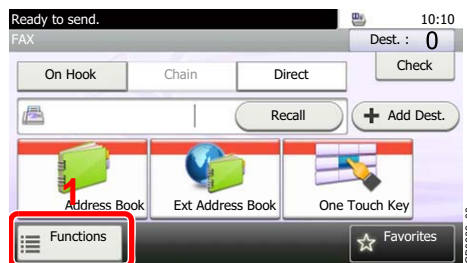 Ready to send. 10:10
FAX Dest. : 0
On Hook Chain Direct Check
Recall Add Dest.
1
Address Book Ext Address Book One Touch Key
Functions Favorites